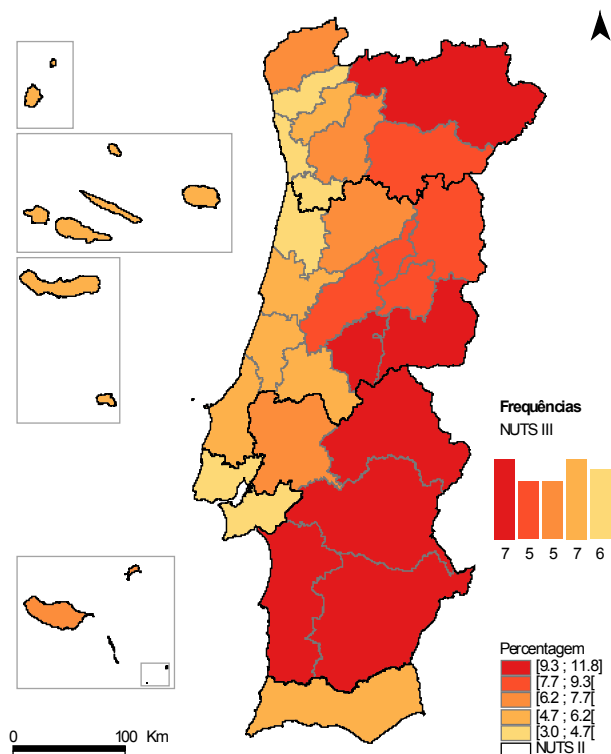 Frequências
NUTS III
7 5 5 7 6
Percentagem
[9.3 ; 11.8]
[7.7 ; 9.3[
[6.2 ; 7.7[
[4.7 ; 6.2[
[3.0 ; 4.7[
NUTS II
0 100 Km